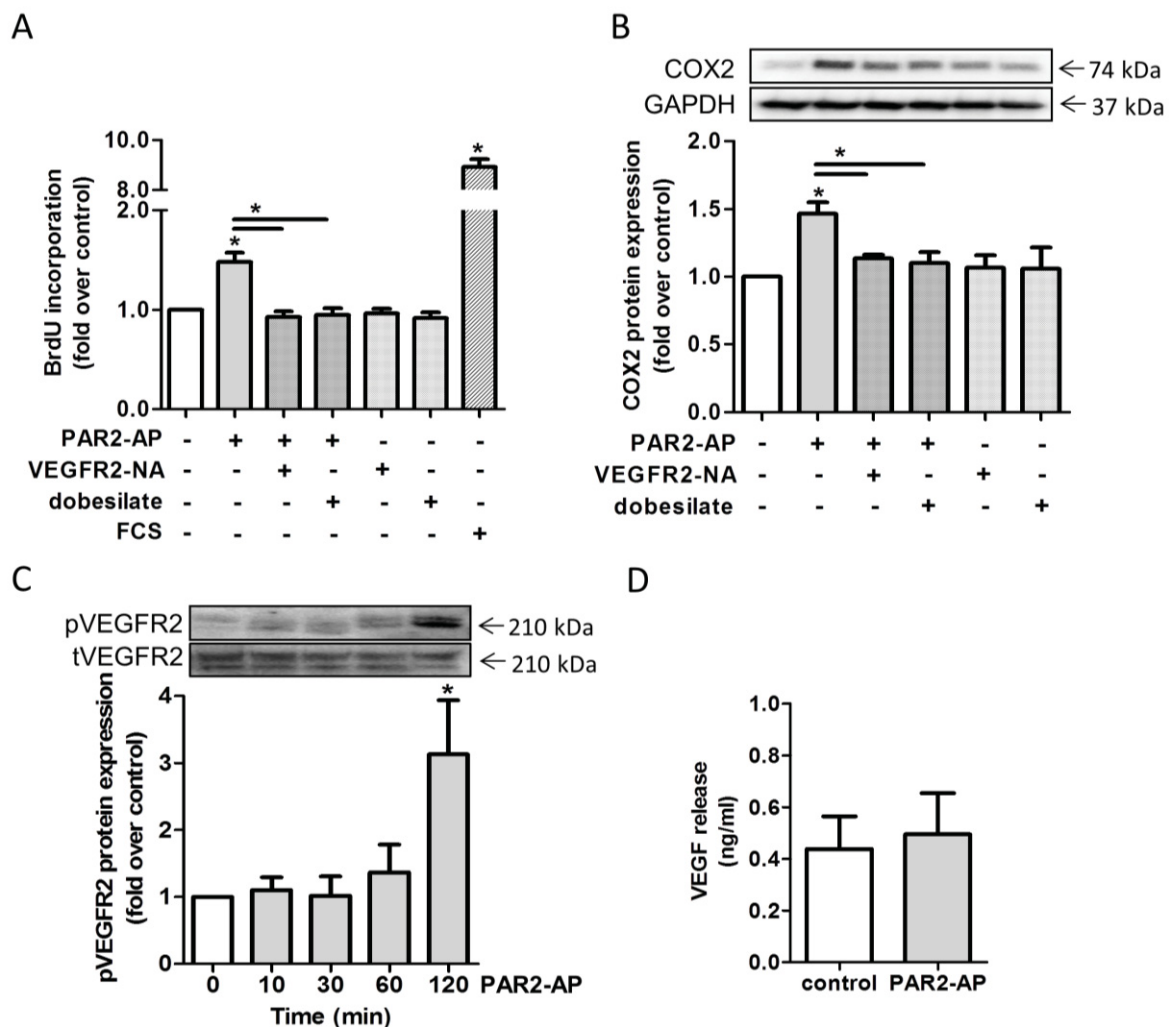 A
BrdU incorporation
(fold over control)
10.0
8.0
2.0
1.0
0.0
*
*
*
PAR2-AP - + + + - - -
VEGFR2-NA - - + - + - -
dobesilate - - - + - + -
FCS - - - - - - +
B
COX2 ← 74 kDa
GAPDH ← 37 kDa
COX2 protein expression
(fold over control)
2.0
1.5
1.0
0.5
0.0
*
*
PAR2-AP - + + + - -
VEGFR2-NA - - + - + -
dobesilate - - - + - +
C
pVEGFR2 ← 210 kDa
tVEGFR2 ← 210 kDa
pVEGFR2 protein expression
(fold over control)
4
3
2
1
0
*
0 10 30 60 120 PAR2-AP
Time (min)
D
VEGF release
(ng/ml)
1.0
0.8
0.6
0.4
0.2
0.0
control PAR2-AP